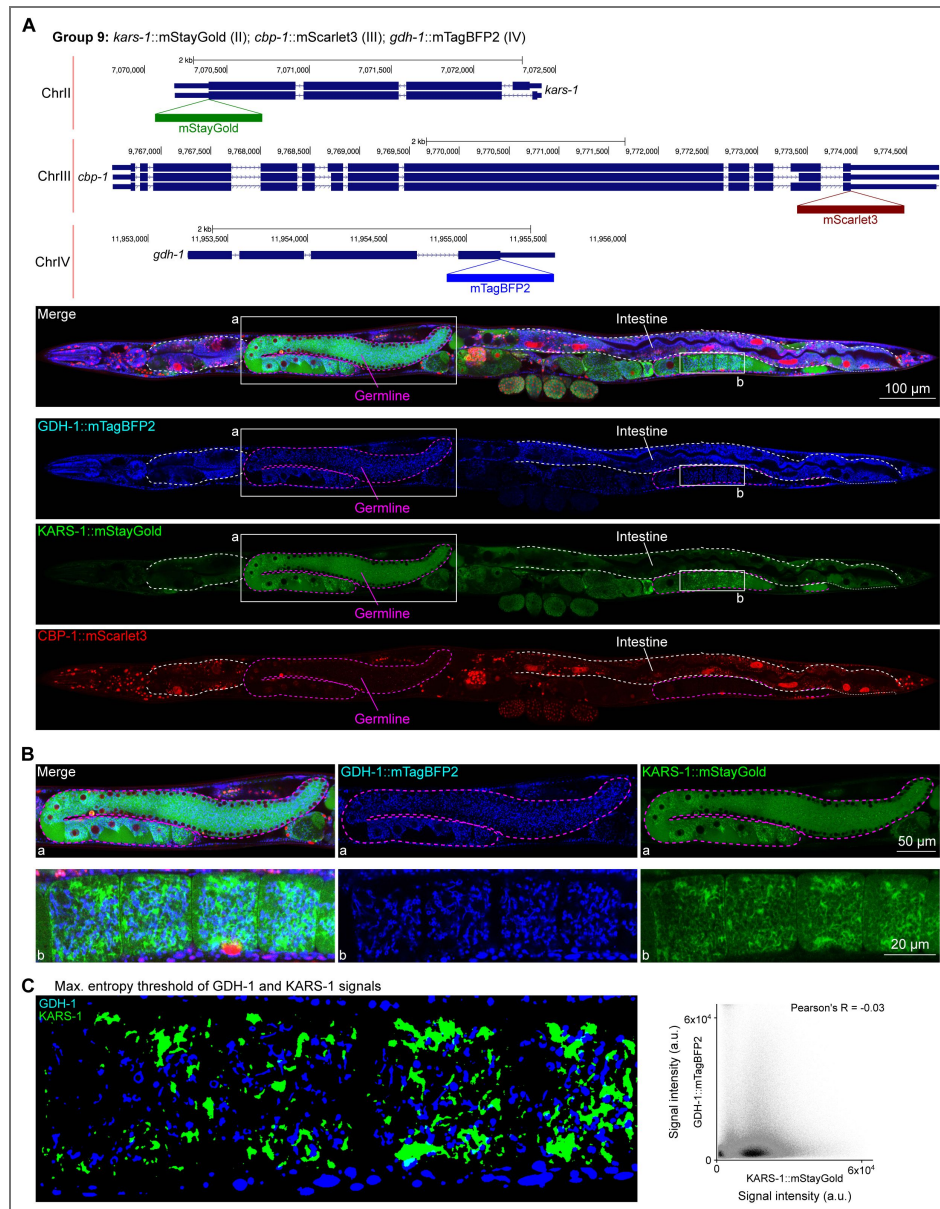 A
Group 9: kars-1::mStayGold (II); cbp-1::mScarlet3 (III); gdh-1::mTagBFP2 (IV)
2 kb
7,070,000 7,070,500 7,071,000 7,071,500 7,072,000 7,072,500
ChrII
kars-1
mStayGold
2 kb
9,767,000 9,767,500 9,768,000 9,768,500 9,769,000 9,769,500 9,770,000 9,770,500 9,771,000 9,771,500 9,772,000 9,772,500 9,773,000 9,773,500 9,774,000 9,774,500
ChrIII cbp-1
mScarlet3
2 kb
11,953,000 11,953,500 11,954,000 11,954,500 11,955,000 11,955,500 11,956,000
gdh-1
ChrIV
mTagBFP2
Merge
a
Intestine
Germline
b
100 µm
GDH-1::mTagBFP2
a
Intestine
Germline
b
KARS-1::mStayGold
a
Intestine
Germline
b
CBP-1::mScarlet3
Intestine
Germline
B
Merge
GDH-1::mTagBFP2
KARS-1::mStayGold
a
a
a
50 µm
b
b
b
20 µm
C
Max. entropy threshold of GDH-1 and KARS-1 signals
GDH-1
KARS-1
Pearson's R = -0.03
6x10⁴
Signal intensity (a.u.)
GDH-1::mTagBFP2
0
0
6x10⁴
KARS-1::mStayGold
Signal intensity (a.u.)